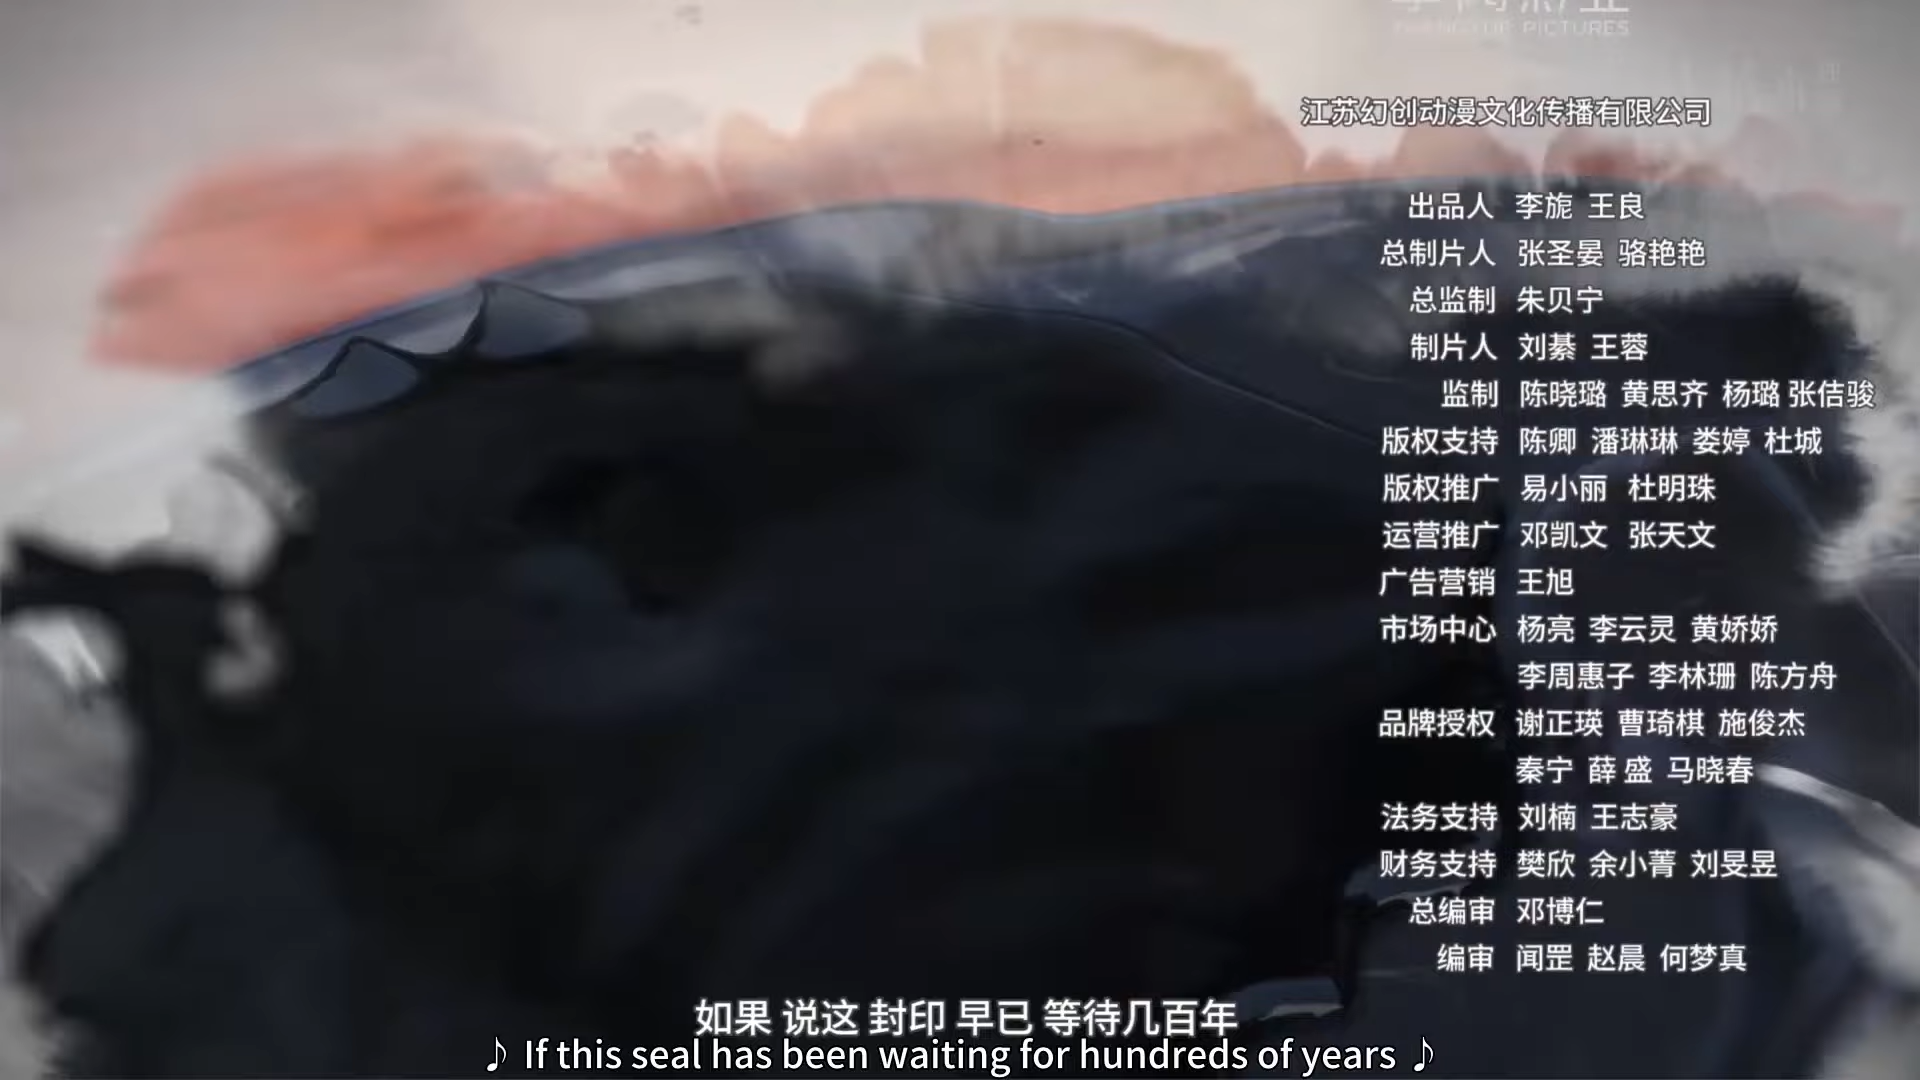 PICTURES
江苏幻创动漫文化传播有限公司
出品人 李旎 王良
总制片人 张圣晏 骆艳艳
总监制 朱贝宁
制片人 刘綦 王蓉
监制 陈晓璐 黄思齐 杨璐 张佶骏
版权支持 陈卿 潘琳琳 娄婷 杜城
版权推广 易小丽 杜明珠
运营推广 邓凯文 张天文
广告营销 王旭
市场中心 杨亮 李云灵 黄娇娇
李周惠子 李林珊 陈方舟
品牌授权 谢正瑛 曹琦棋 施俊杰
秦宁 薛盛 马晓春
法务支持 刘楠 王志豪
财务支持 樊欣 余小菁 刘旻昱
总编审 邓博仁
编审 闻罡 赵晨 何梦真
如果 说这 封印 早已 等待几百年
♪ If this seal has been waiting for hundreds of years ♪